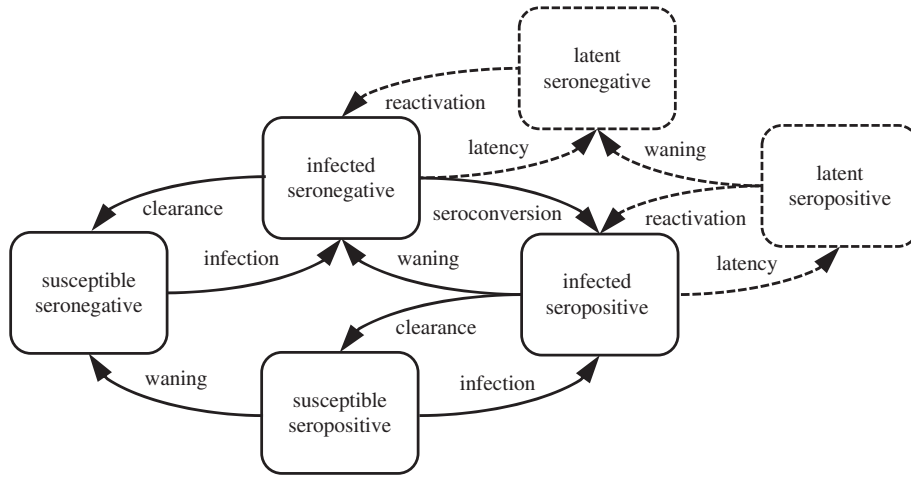 latent
seronegative
reactivation
infected
seronegative
latency
waning
latent
seropositive
clearance
seroconversion
reactivation
susceptible
seronegative
infection
waning
infected
seropositive
latency
clearance
waning
susceptible
seropositive
infection